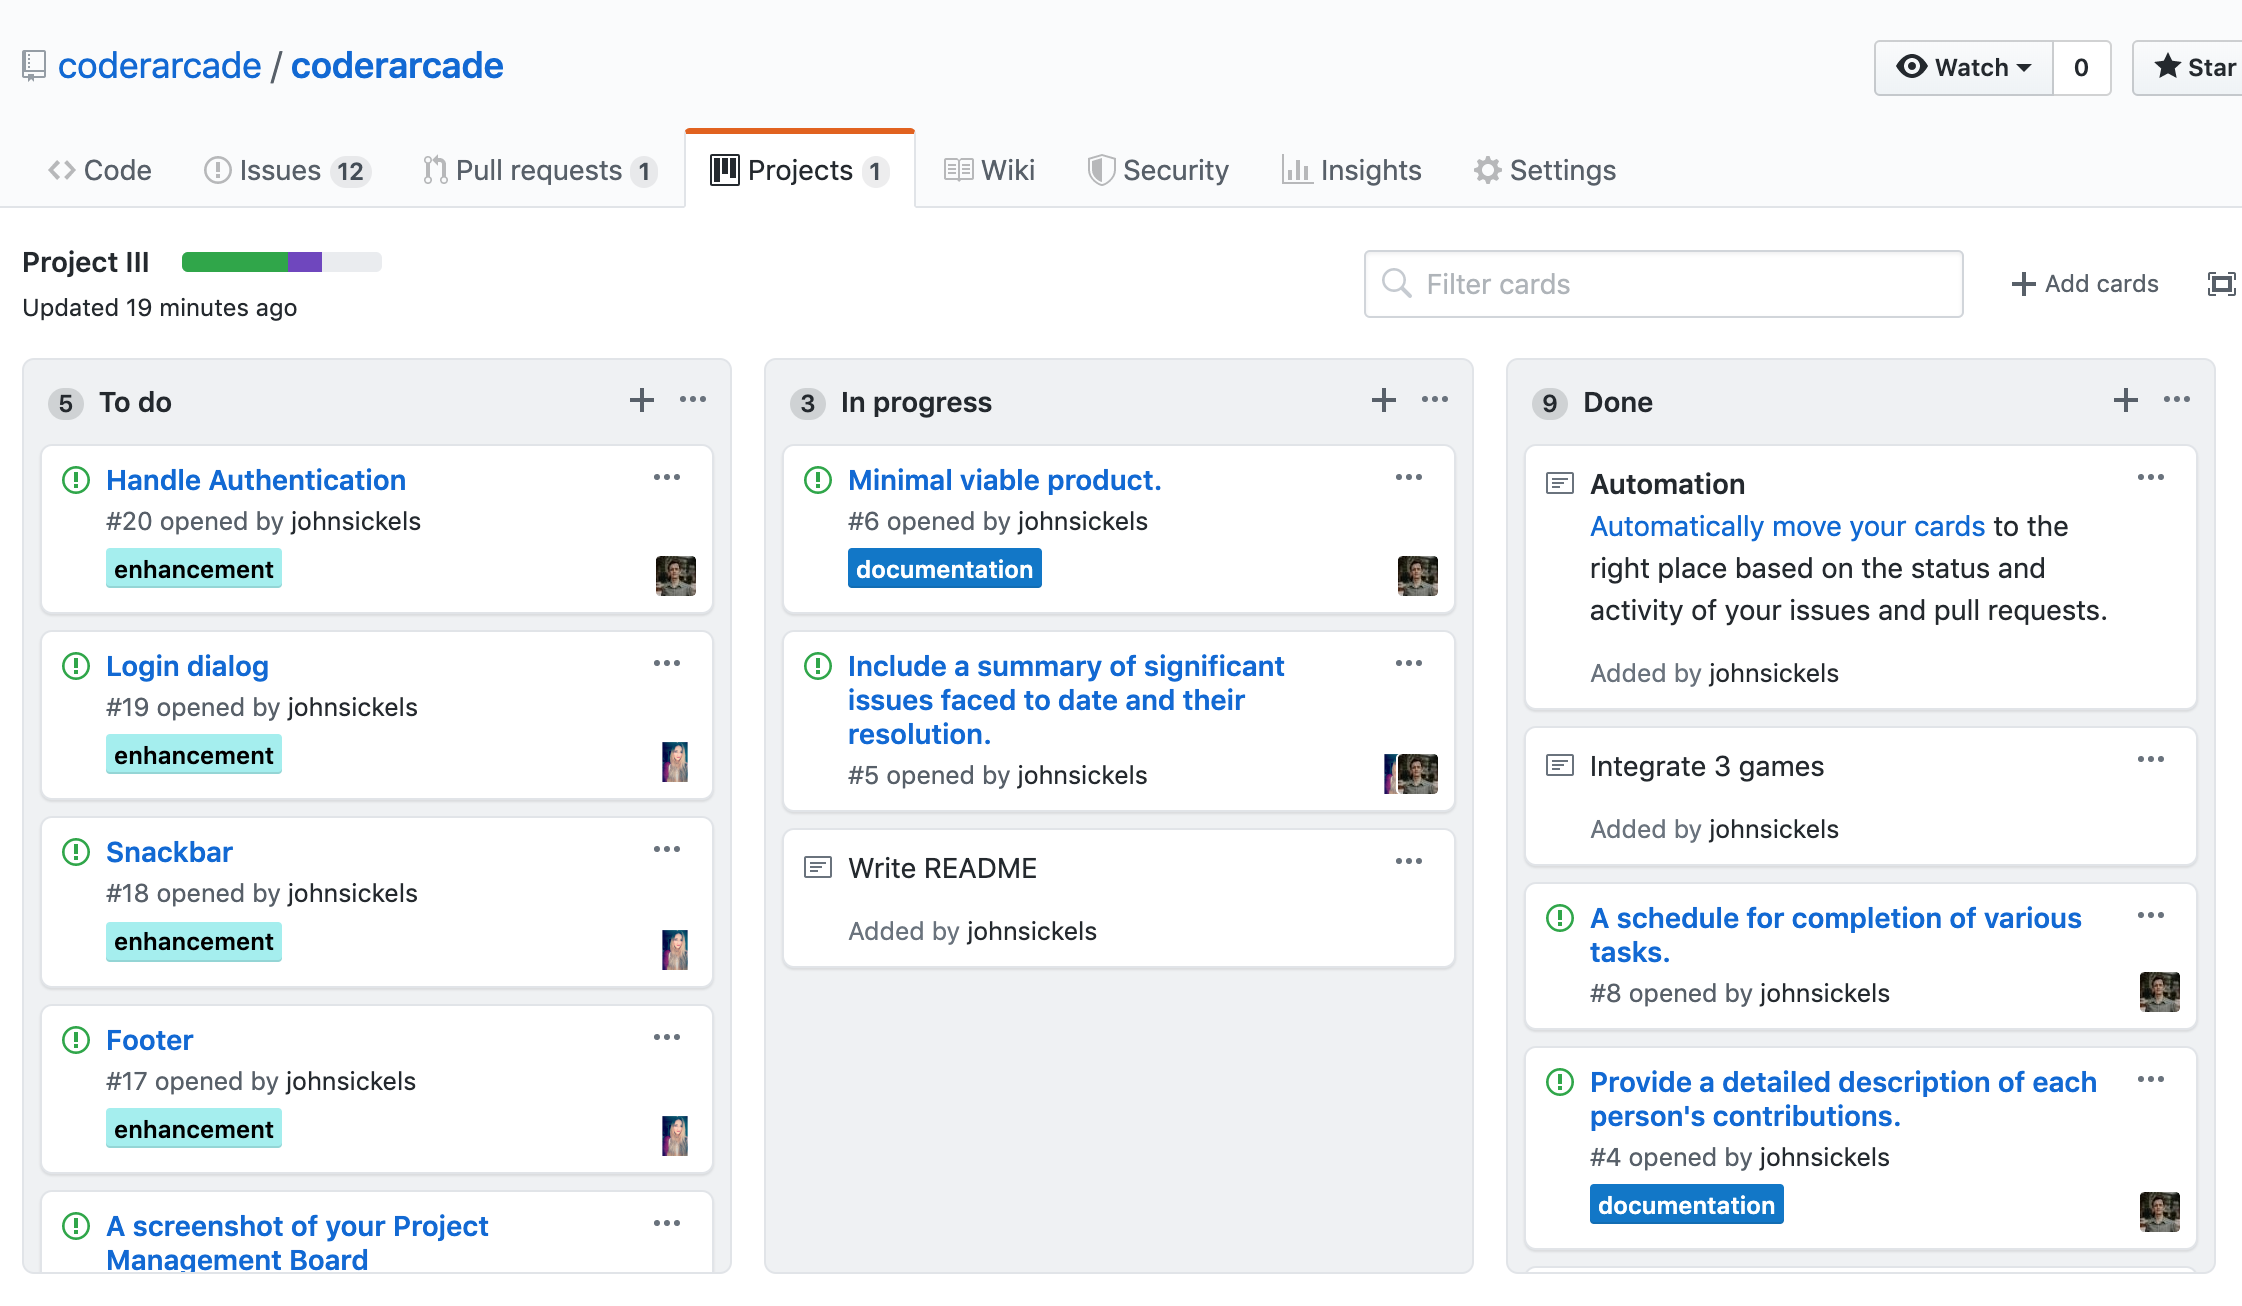 coderarcade / coderarcade
Watch 0
Star
Code
Issues 12
Pull requests 1
Projects 1
Wiki
Security
Insights
Settings
Project III
Updated 19 minutes ago
Filter cards
Add cards
5 To do
Handle Authentication
#20 opened by johnsickels
enhancement
Login dialog
#19 opened by johnsickels
enhancement
Snackbar
#18 opened by johnsickels
enhancement
Footer
#17 opened by johnsickels
enhancement
A screenshot of your Project
Management Board
3 In progress
Minimal viable product.
#6 opened by johnsickels
documentation
Include a summary of significant
issues faced to date and their
resolution.
#5 opened by johnsickels
Write README
Added by johnsickels
9 Done
Automation
Automatically move your cards to the
right place based on the status and
activity of your issues and pull requests.
Added by johnsickels
Integrate 3 games
Added by johnsickels
A schedule for completion of various
tasks.
#8 opened by johnsickels
Provide a detailed description of each
person's contributions.
#4 opened by johnsickels
documentation